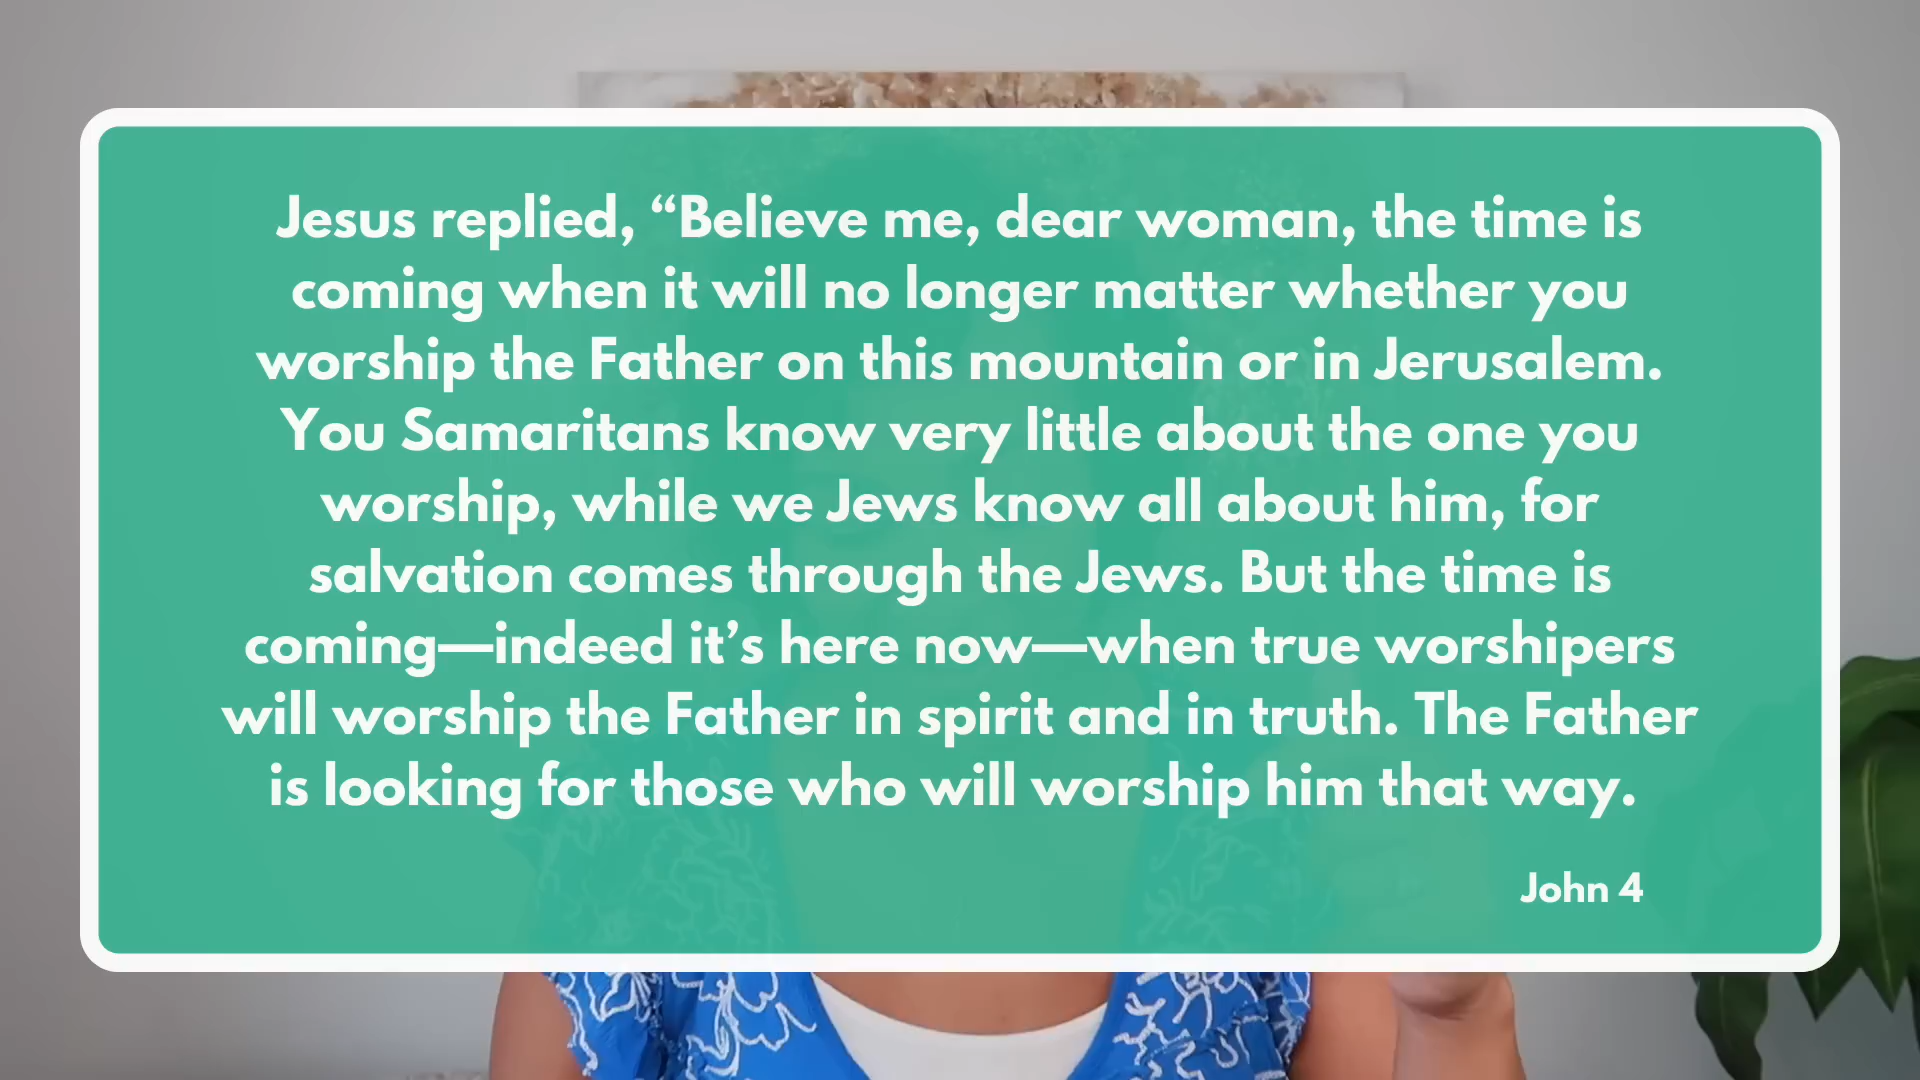 Jesus replied, “Believe me, dear woman, the time is
coming when it will no longer matter whether you
worship the Father on this mountain or in Jerusalem.
You Samaritans know very little about the one you
worship, while we Jews know all about him, for
salvation comes through the Jews. But the time is
coming—indeed it’s here now—when true worshipers
will worship the Father in spirit and in truth. The Father
is looking for those who will worship him that way.
John 4